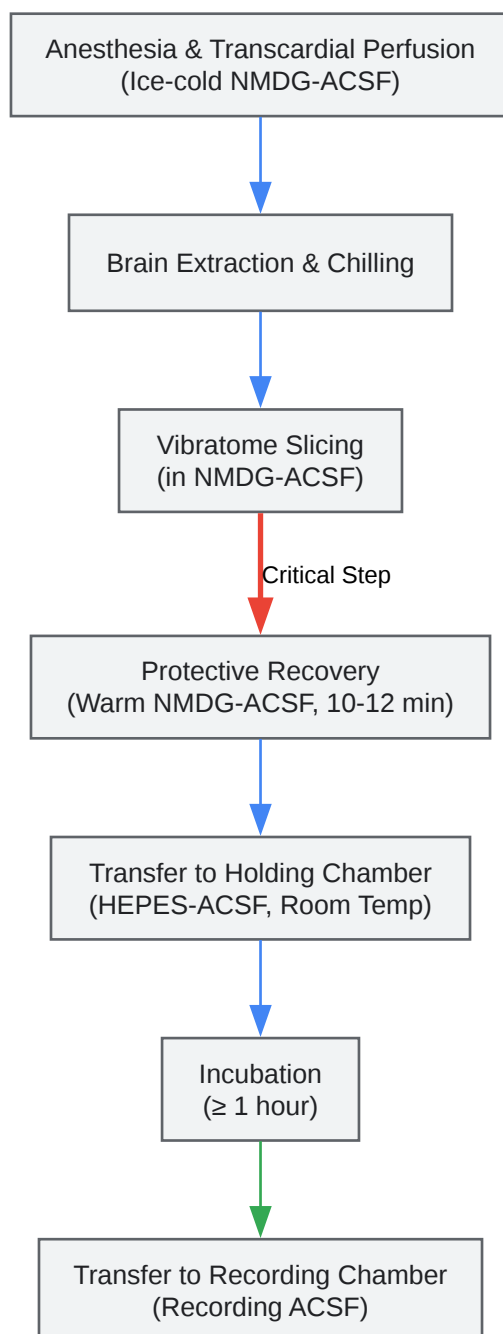 Anesthesia & Transcardial Perfusion
(Ice-cold NMDG-ACSF)
Brain Extraction & Chilling
Vibratome Slicing
(in NMDG-ACSF)
Critical Step
Protective Recovery
(Warm NMDG-ACSF, 10-12 min)
Transfer to Holding Chamber
(HEPES-ACSF, Room Temp)
Incubation
(≥ 1 hour)
Transfer to Recording Chamber
(Recording ACSF)